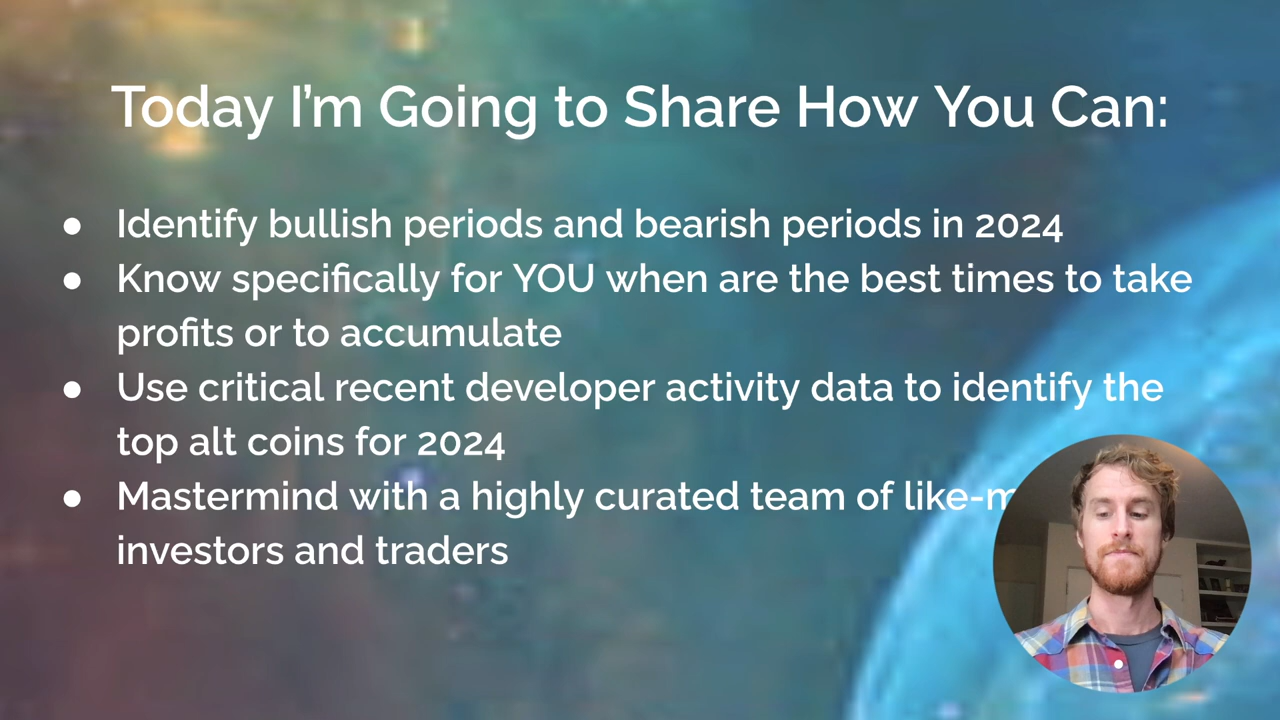 Today I’m Going to Share How You Can:
● Identify bullish periods and bearish periods in 2024
● Know specifically for YOU when are the best times to take
profits or to accumulate
● Use critical recent developer activity data to identify the
top alt coins for 2024
● Mastermind with a highly curated team of
investors and traders